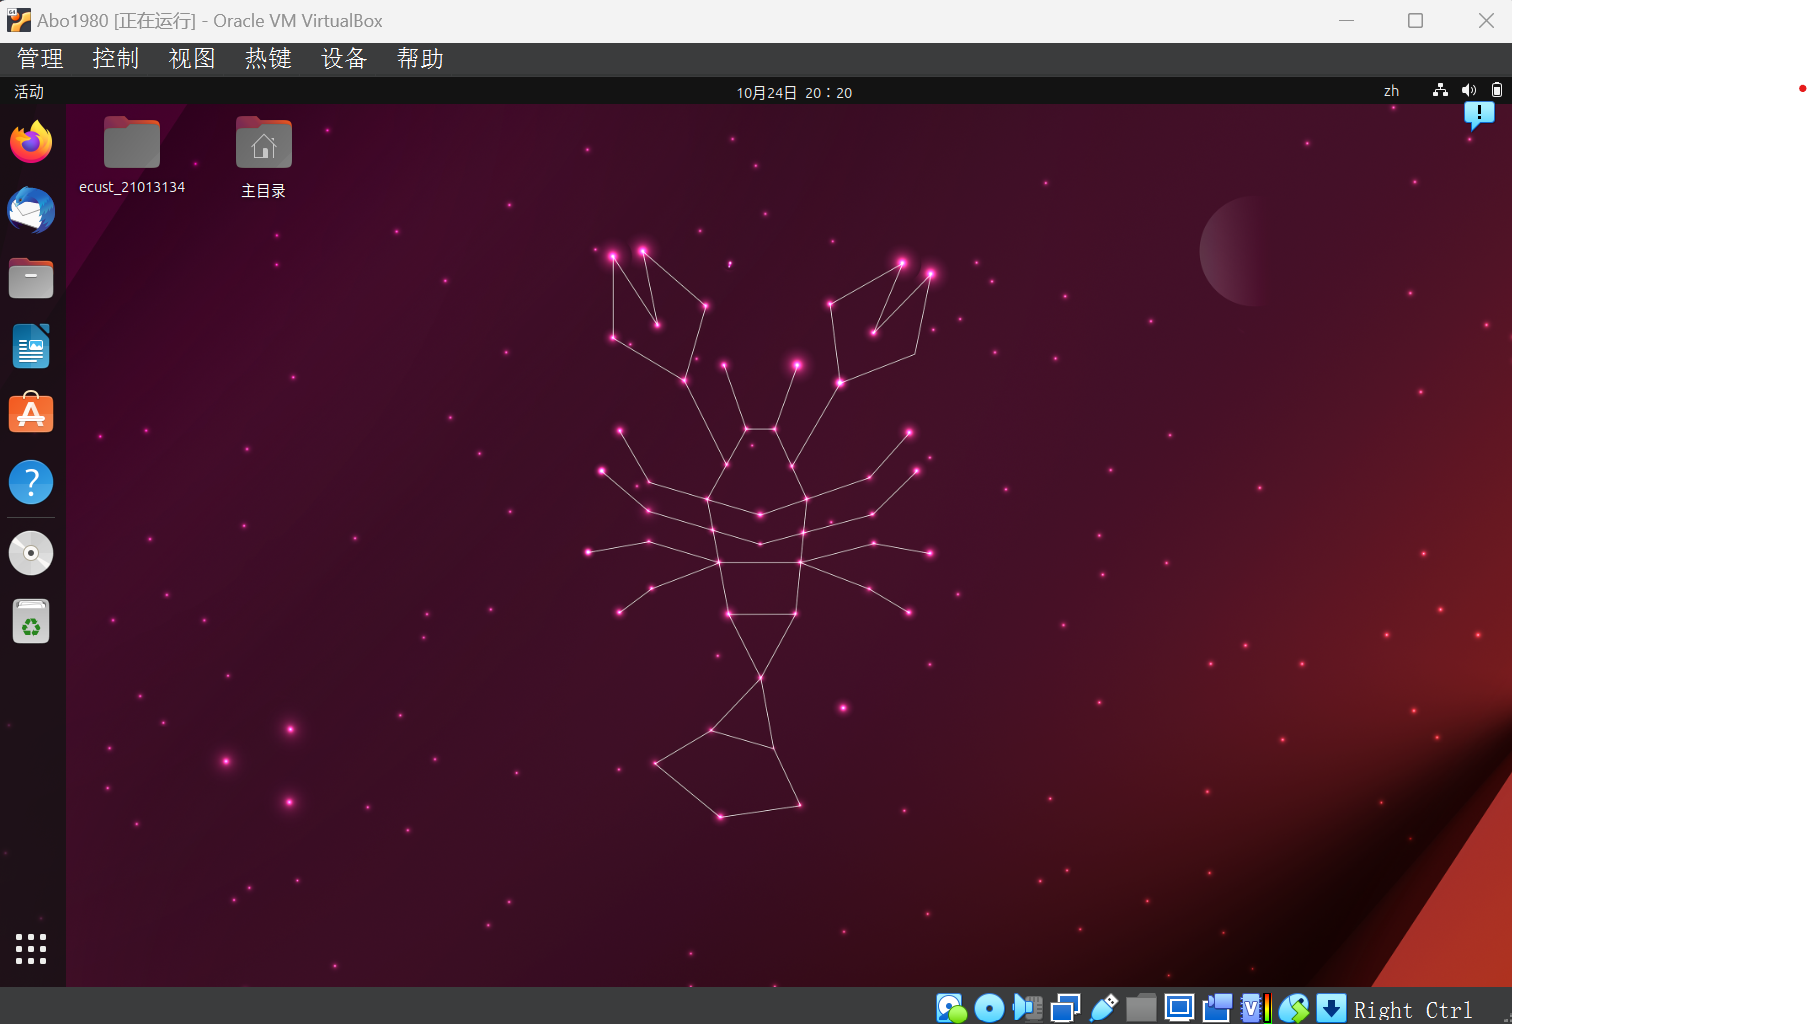 Abo1980 [正在运行] - Oracle VM VirtualBox
管理 控制 视图 热键 设备 帮助
活动 10月24日 20：20 zh
ecust_21013134 主目录
Right Ctrl